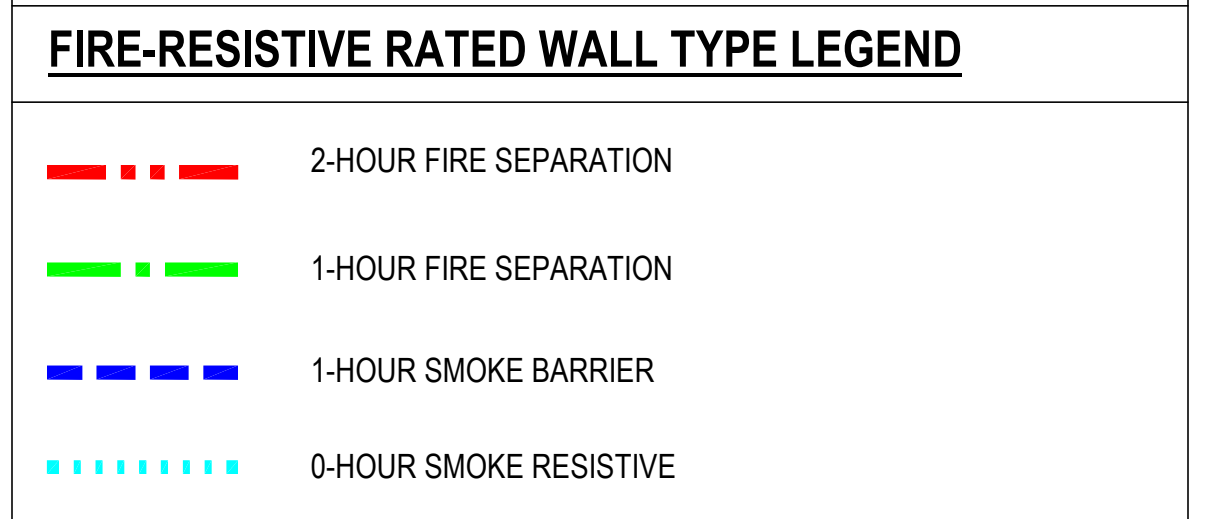 FIRE-RESISTIVE RATED WALL TYPE LEGEND
2-HOUR FIRE SEPARATION
1-HOUR FIRE SEPARATION
1-HOUR SMOKE BARRIER
0-HOUR SMOKE RESISTIVE